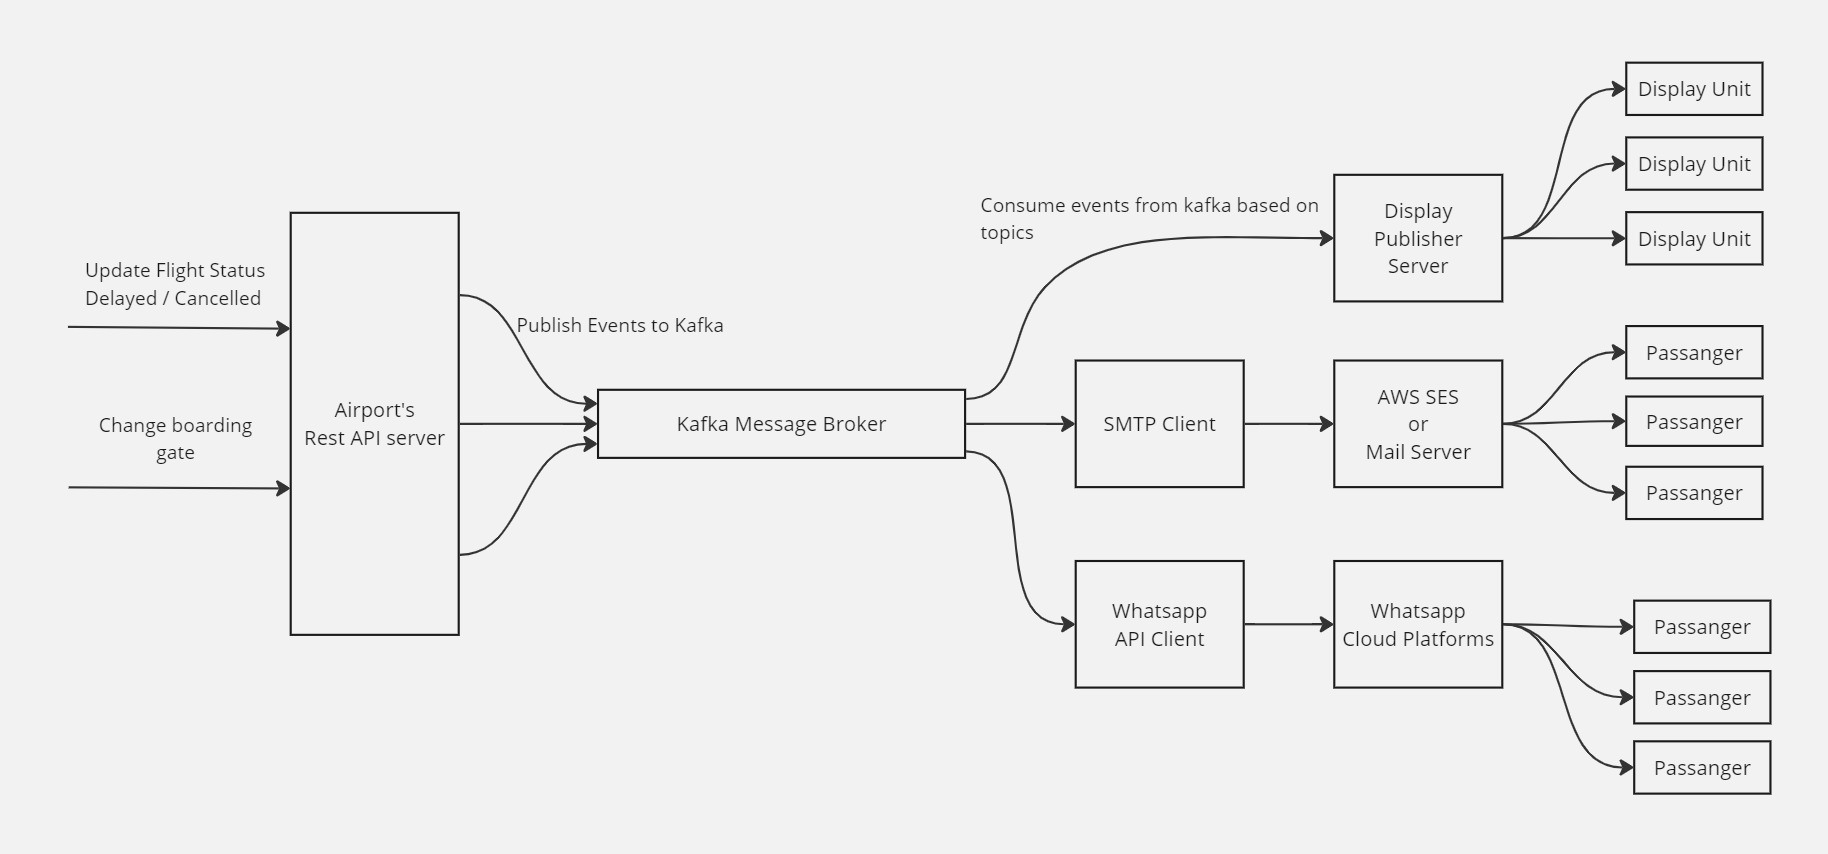 Update Flight Status
Delayed / Cancelled
Change boarding
gate
Airport's
Rest API server
Publish Events to Kafka
Kafka Message Broker
Consume events from kafka based on
topics
Display
Publisher
Server
Display Unit
Display Unit
Display Unit
SMTP Client
AWS SES
or
Mail Server
Passanger
Passanger
Passanger
Whatsapp
API Client
Whatsapp
Cloud Platforms
Passanger
Passanger
Passanger